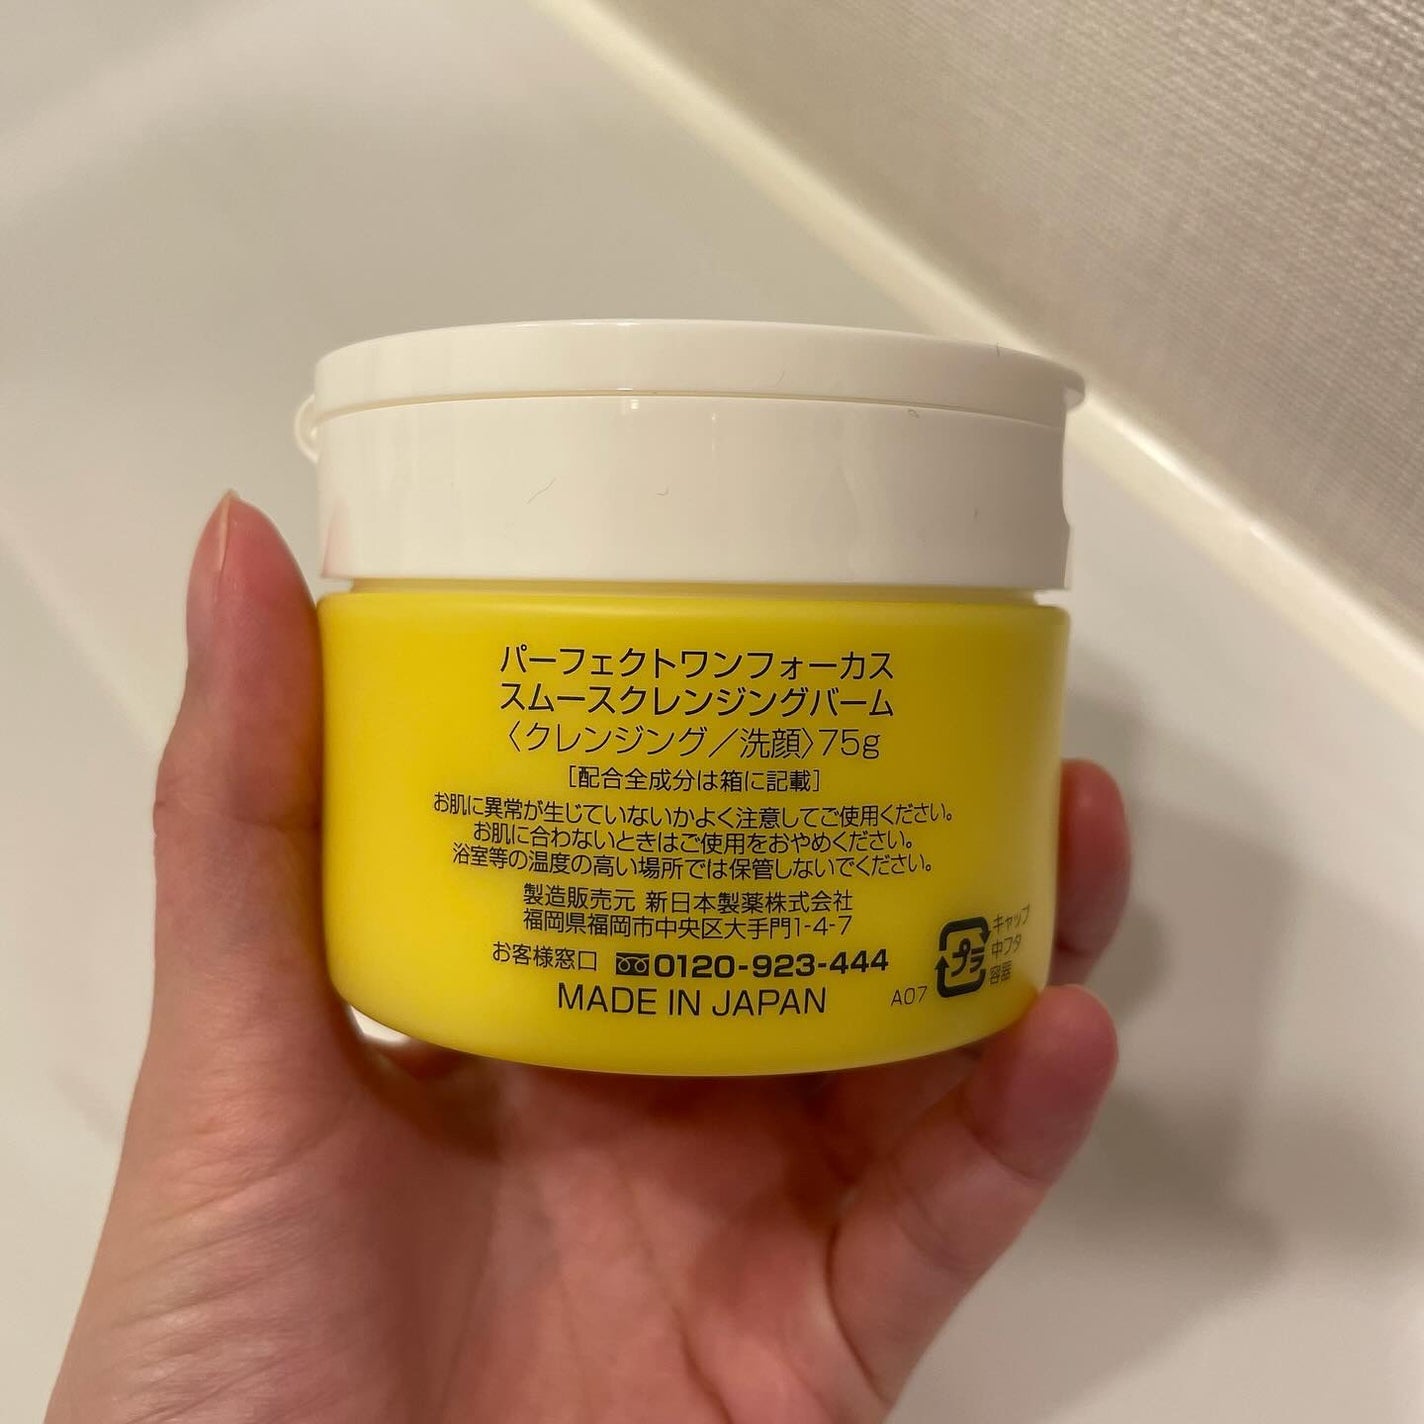 パーフェクトワンフォーカス
スムースクレンジングバーム
〈クレンジング／洗顔〉75g
［配合全成分は箱に記載］
お肌に異常が生じていないかよく注意してご使用ください。
お肌に合わないときはご使用をおやめください。
浴室等の温度の高い場所では保管しないでください。
製造販売元 新日本製薬株式会社
福岡県福岡市中央区大手門1-4-7
お客様窓口 0120-923-444
MADE IN JAPAN
A07
プラ
キャップ
中フタ
容器